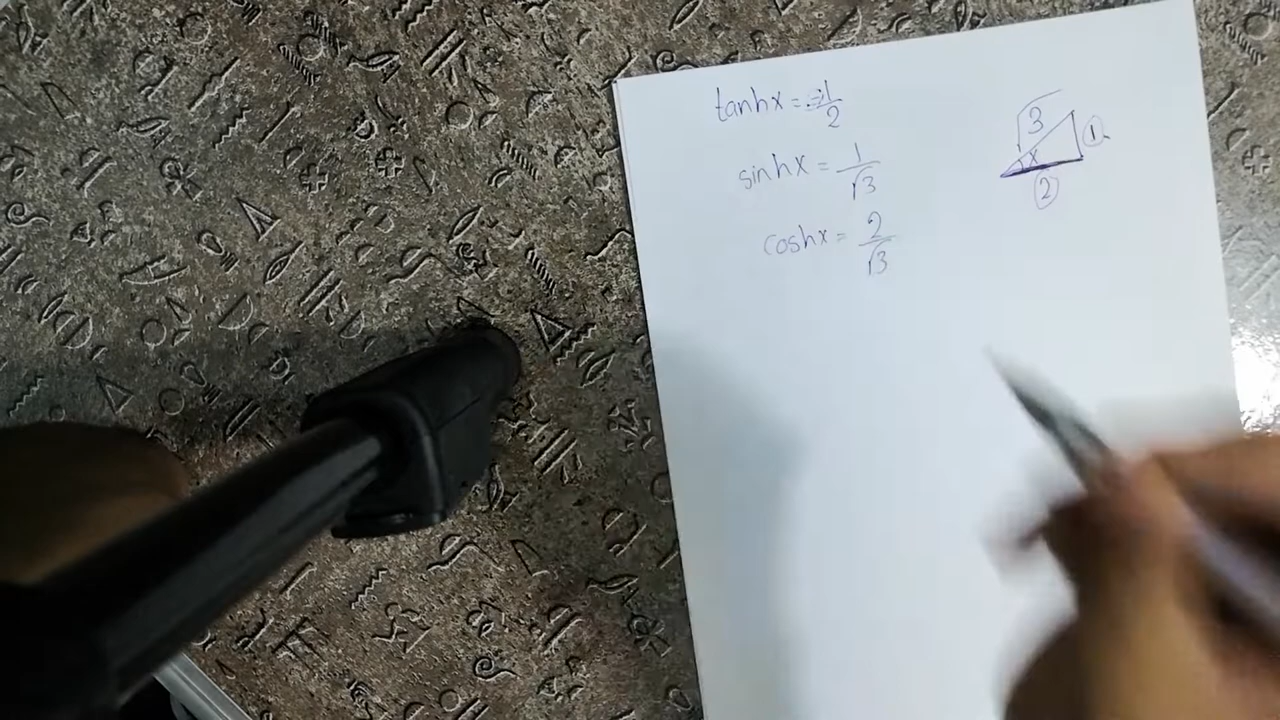 tanhx = 1/2
sinhx = 1/√3
coshx = 2/√3
√3
1
x
2